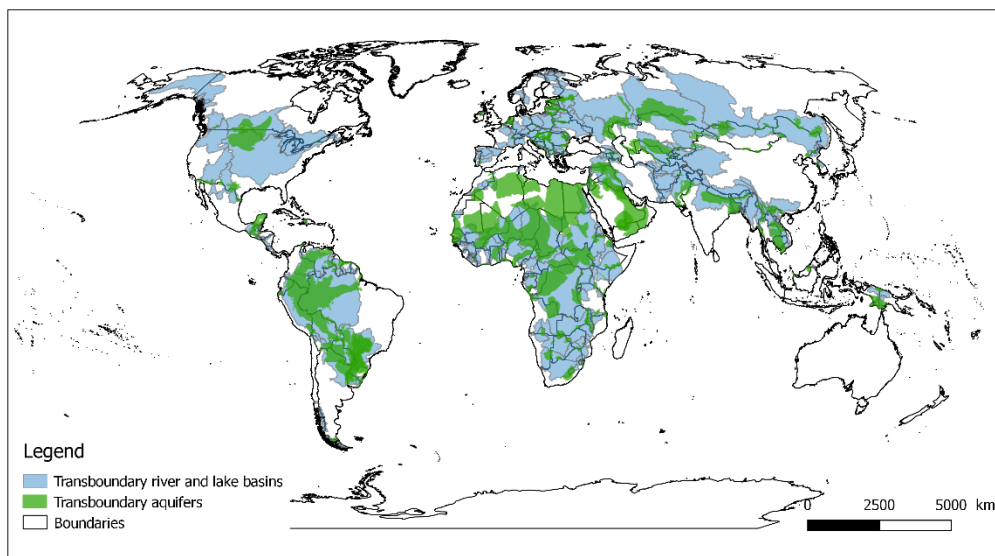 Legend
Transboundary river and lake basins
Transboundary aquifers
Boundaries
0 2500 5000 km